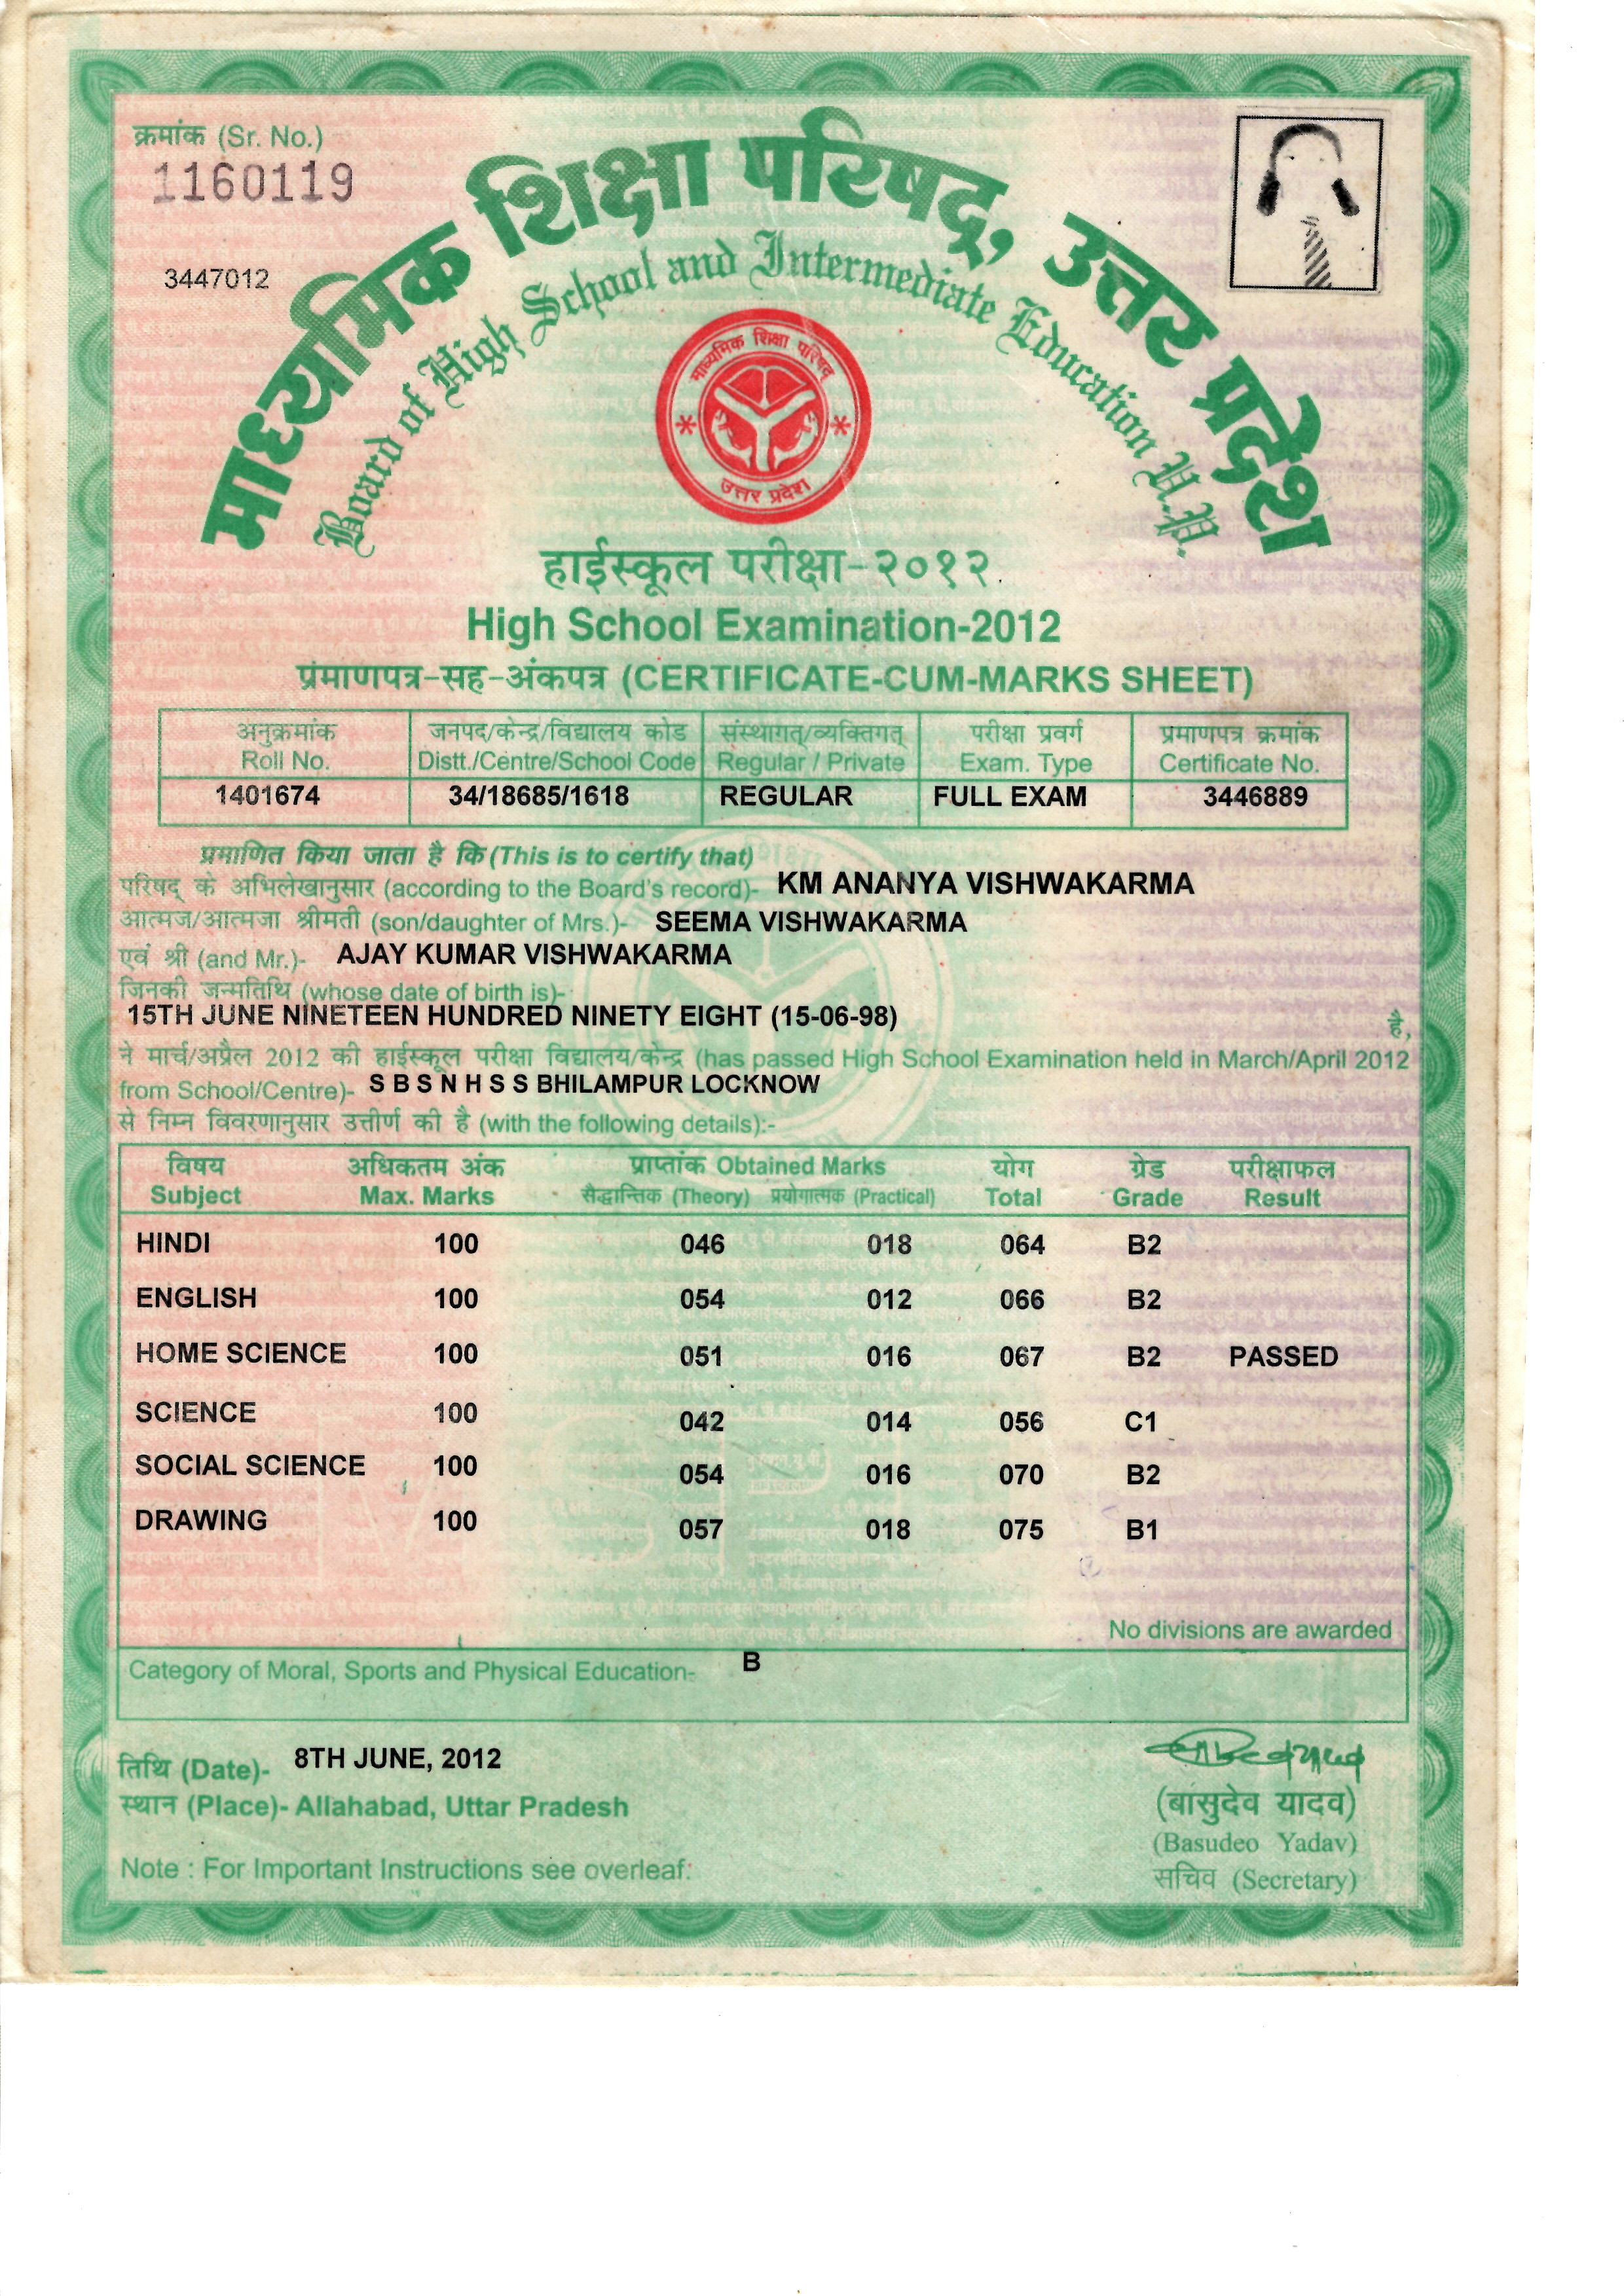 क्रमांक (Sr. No.)
1160119
3447012
माध्यमिक शिक्षा परिषद्, उत्तर प्रदेश
Board of High School and Intermediate Education U.P.
माध्यमिक शिक्षा परिषद्
उत्तर प्रदेश
हाईस्कूल परीक्षा-२०१२
High School Examination-2012
प्रंमाणपत्र-सह-अंकपत्र (CERTIFICATE-CUM-MARKS SHEET)
अनुक्रमांक जनपद/केन्द्र/विद्यालय कोड संस्थागत्/व्यक्तिगत् परीक्षा प्रवर्ग प्रमाणपत्र क्रमांक
Roll No. Distt./Centre/School Code Regular / Private Exam. Type Certificate No.
1401674 34/18685/1618 REGULAR FULL EXAM 3446889
प्रमाणित किया जाता है कि (This is to certify that)
परिषद् के अभिलेखानुसार (according to the Board's record)- KM ANANYA VISHWAKARMA
आत्मज/आत्मजा श्रीमती (son/daughter of Mrs.)- SEEMA VISHWAKARMA
एवं श्री (and Mr.)- AJAY KUMAR VISHWAKARMA
जिनकी जन्मतिथि (whose date of birth is)-
15TH JUNE NINETEEN HUNDRED NINETY EIGHT (15-06-98) है,
ने मार्च/अप्रैल 2012 की हाईस्कूल परीक्षा विद्यालय/केन्द्र (has passed High School Examination held in March/April 2012
from School/Centre)- S B S N H S S BHILAMPUR LOCKNOW
से निम्न विवरणानुसार उत्तीर्ण की है (with the following details):-
विषय अधिकतम अंक प्राप्तांक Obtained Marks योग ग्रेड परीक्षाफल
Subject Max. Marks सैद्धान्तिक (Theory) प्रयोगात्मक (Practical) Total Grade Result
HINDI 100 046 018 064 B2
ENGLISH 100 054 012 066 B2
HOME SCIENCE 100 051 016 067 B2 PASSED
SCIENCE 100 042 014 056 C1
SOCIAL SCIENCE 100 054 016 070 B2
DRAWING 100 057 018 075 B1
No divisions are awarded
Category of Moral, Sports and Physical Education- B
तिथि (Date)- 8TH JUNE, 2012
स्थान (Place)- Allahabad, Uttar Pradesh
(बासुदेव यादव)
(Basudeo Yadav)
Note : For Important Instructions see overleaf:
सचिव (Secretary)